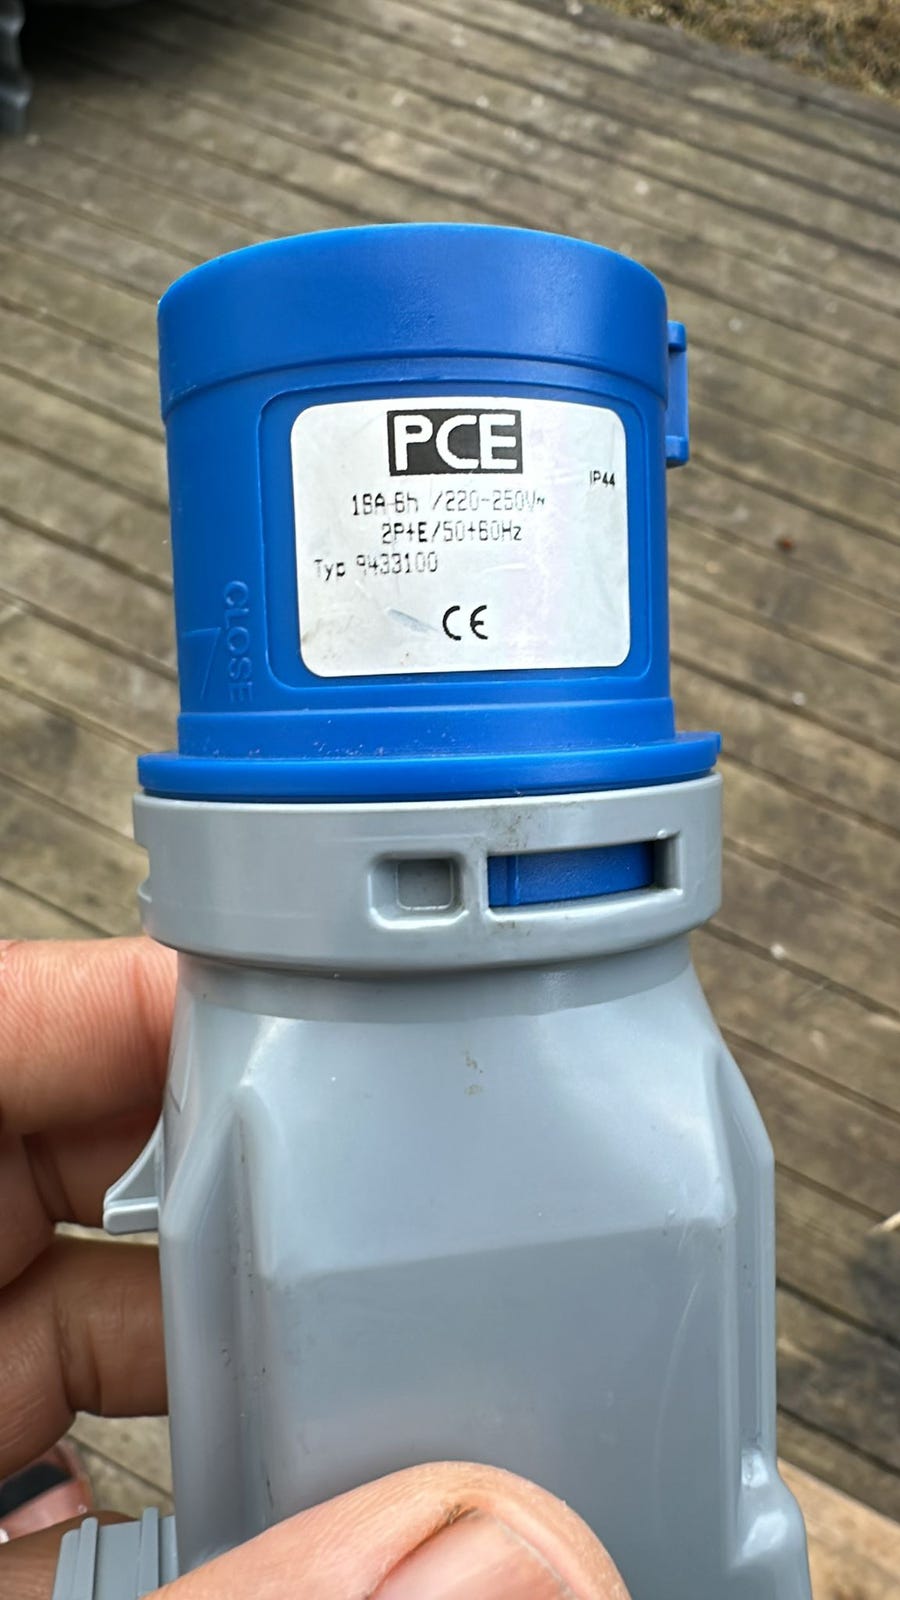 PCE
IP44
16A-6h /220-250V~
2P+E/50+60Hz
Typ 9433100
CE
CLOSE